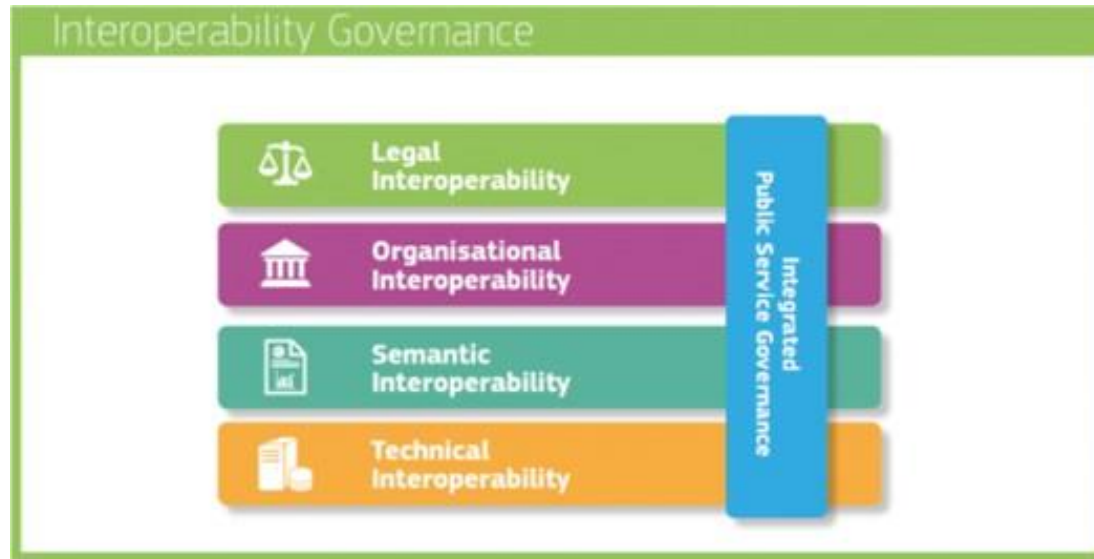 Interoperability Governance
Legal
Interoperability
Organisational
Interoperability
Semantic
Interoperability
Technical
Interoperability
Integrated
Public Service Governance